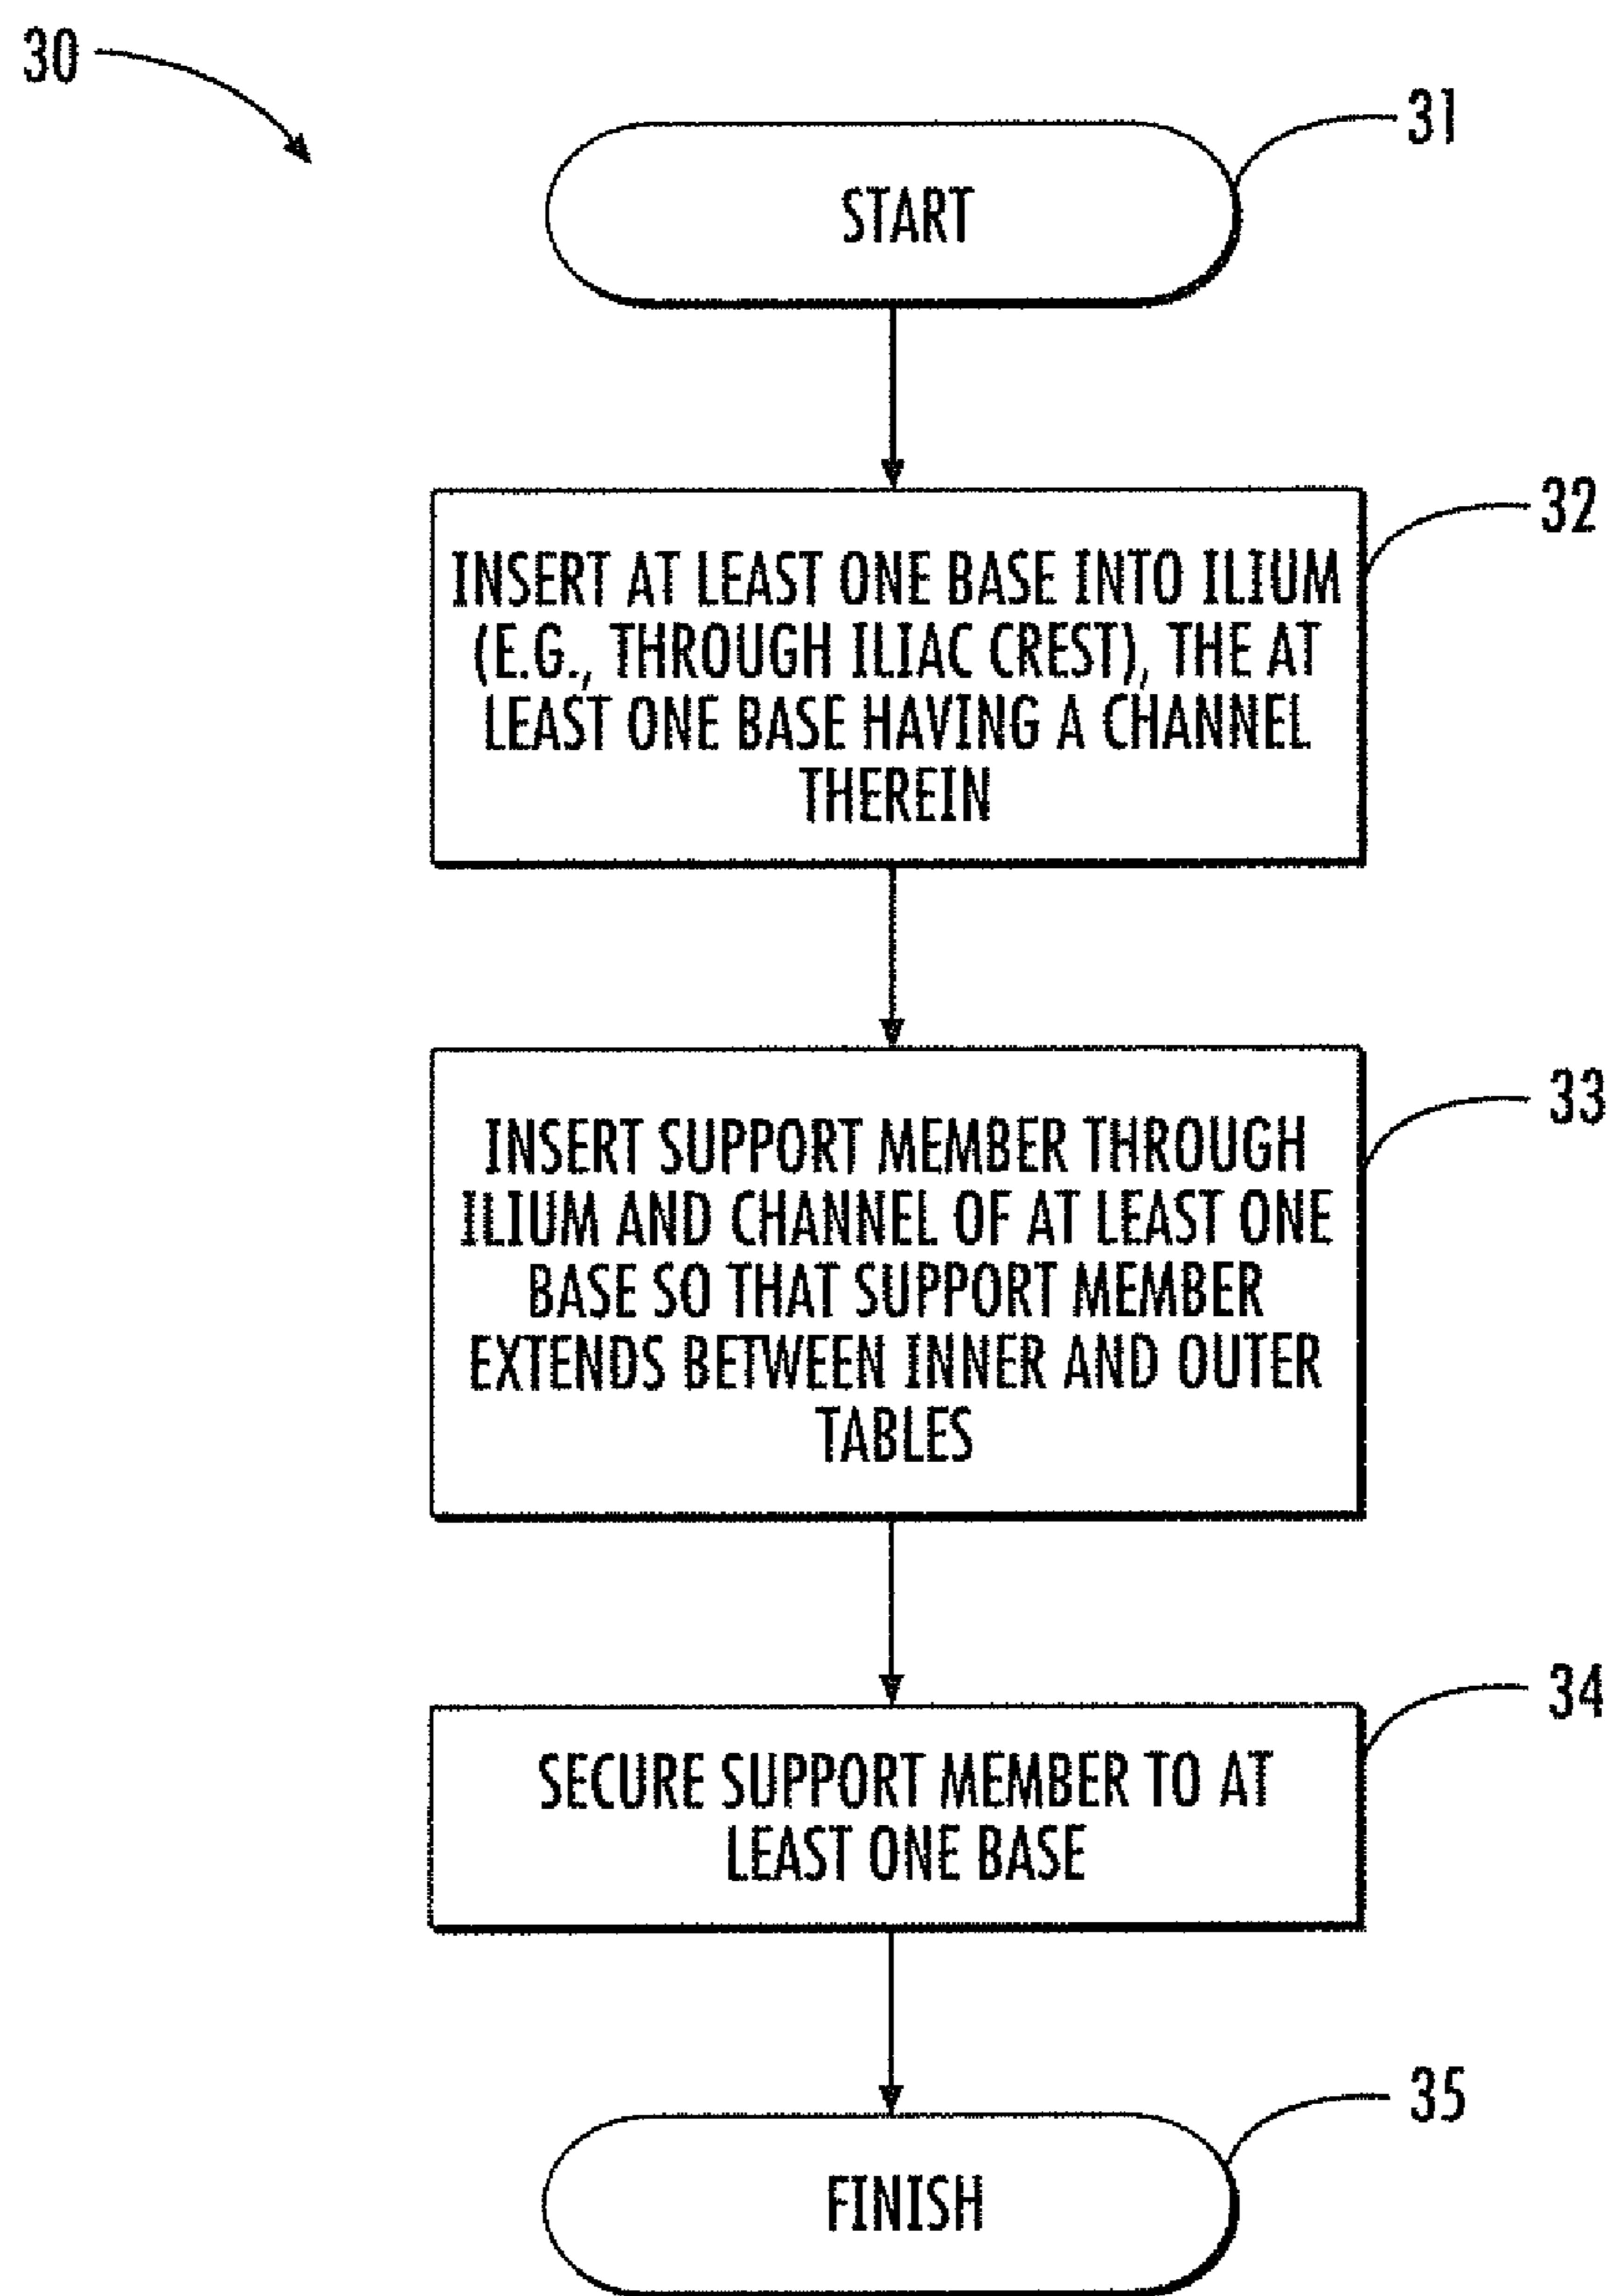 30
31
START
32
INSERT AT LEAST ONE BASE INTO ILIUM
(E.G., THROUGH ILIAC CREST), THE AT
LEAST ONE BASE HAVING A CHANNEL
THEREIN
33
INSERT SUPPORT MEMBER THROUGH
ILIUM AND CHANNEL OF AT LEAST ONE
BASE SO THAT SUPPORT MEMBER
EXTENDS BETWEEN INNER AND OUTER
TABLES
34
SECURE SUPPORT MEMBER TO AT
LEAST ONE BASE
35
FINISH